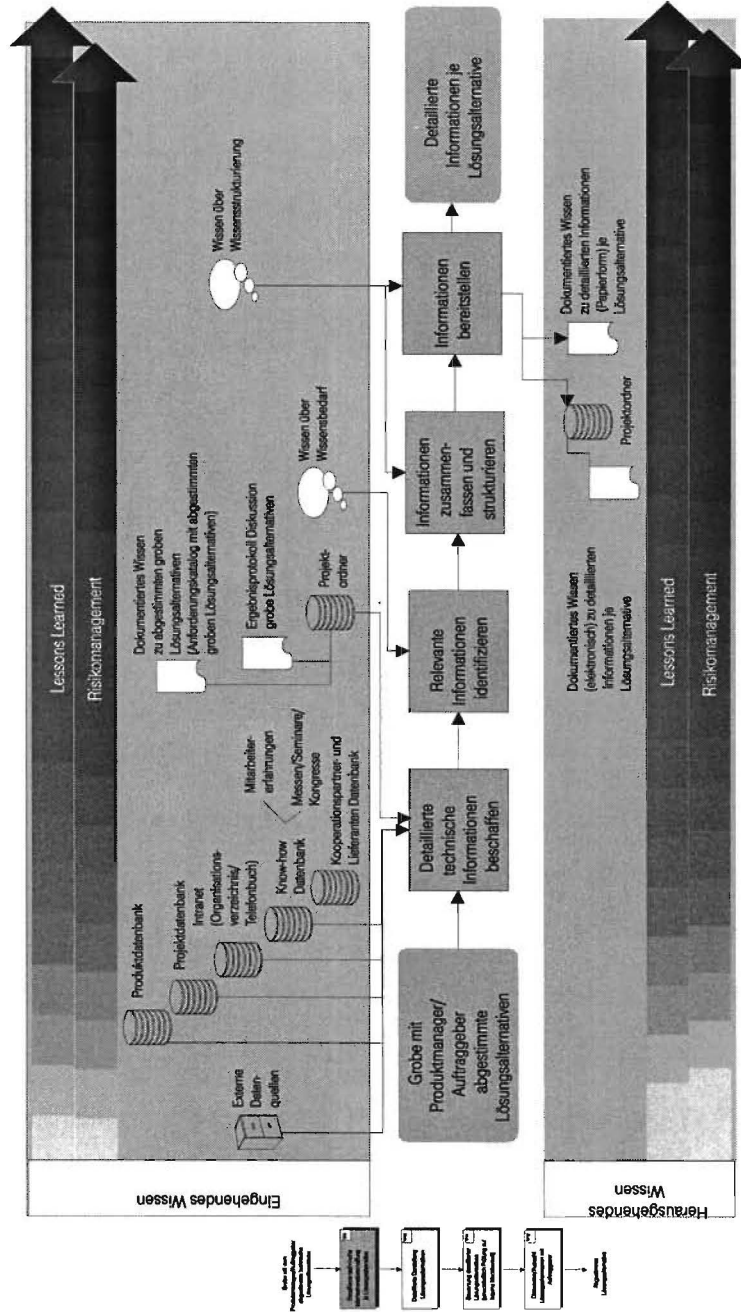 Eingehendes Wissen
Lessons Learned
Risikomanagement
Externe
Daten-
quellen
Produktdatenbank
Projektdatenbank
Intranet
(Organisations-
verzeichnis/
Telefonbuch)
Know-how
Datenbank
Kooperationspartner- und
Lieferanten Datenbank
Mitarbeiter-
erfahrungen
Messen/Seminare/
Kongresse
Dokumentiertes Wissen
zu abgestimmten groben
Lösungsalternativen
(Anforderungskatalog mit abgestimmten
groben Lösungsalternativen)
Ergebnisprotokoll Diskussion
grobe Lösungsalternativen
Projekt-
ordner
Wissen über
Wissensbedarf
Wissen über
Wissensstrukturierung
Grobe mit
Produktmanager/
Auftraggeber
abgestimmte
Lösungsalternativen
Detaillierte
technische
Informationen
beschaffen
Relevante
Informationen
identifizieren
Informationen
zusammen-
fassen und
strukturieren
Informationen
bereitstellen
Detaillierte
Informationen je
Lösungsalternative
Herausgehendes
Wissen
Dokumentiertes Wissen
(elektronisch) zu detaillierten
Informationen je
Lösungsalternative
Projektordner
Dokumentiertes Wissen
zu detaillierten Informationen
(Papierform) je
Lösungsalternative
Lessons Learned
Risikomanagement